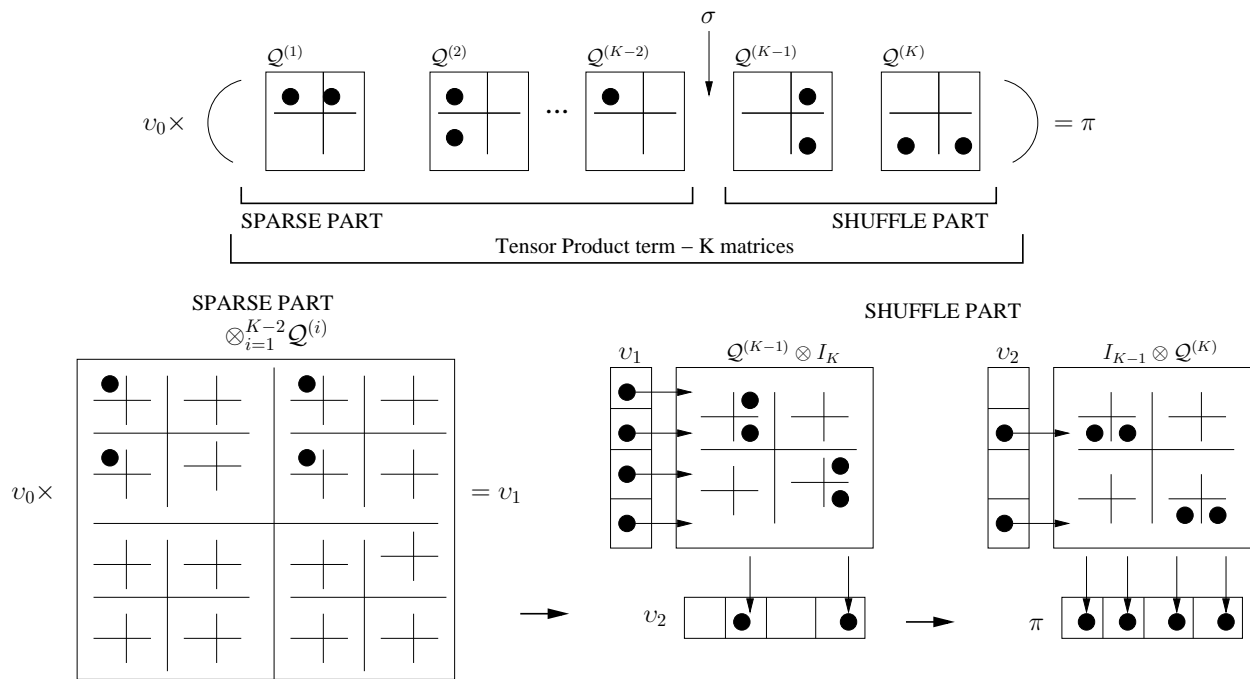 σ
𝒬^(1) 𝒬^(2) 𝒬^(K−2) 𝒬^(K−1) 𝒬^(K)
υ₀× ... = π
SPARSE PART SHUFFLE PART
Tensor Product term – K matrices
SPARSE PART SHUFFLE PART
⊗_{i=1}^{K−2} 𝒬^(i)
υ₁ 𝒬^(K−1) ⊗ I_K υ₂ I_{K−1} ⊗ 𝒬^(K)
υ₀× = υ₁
υ₂ π